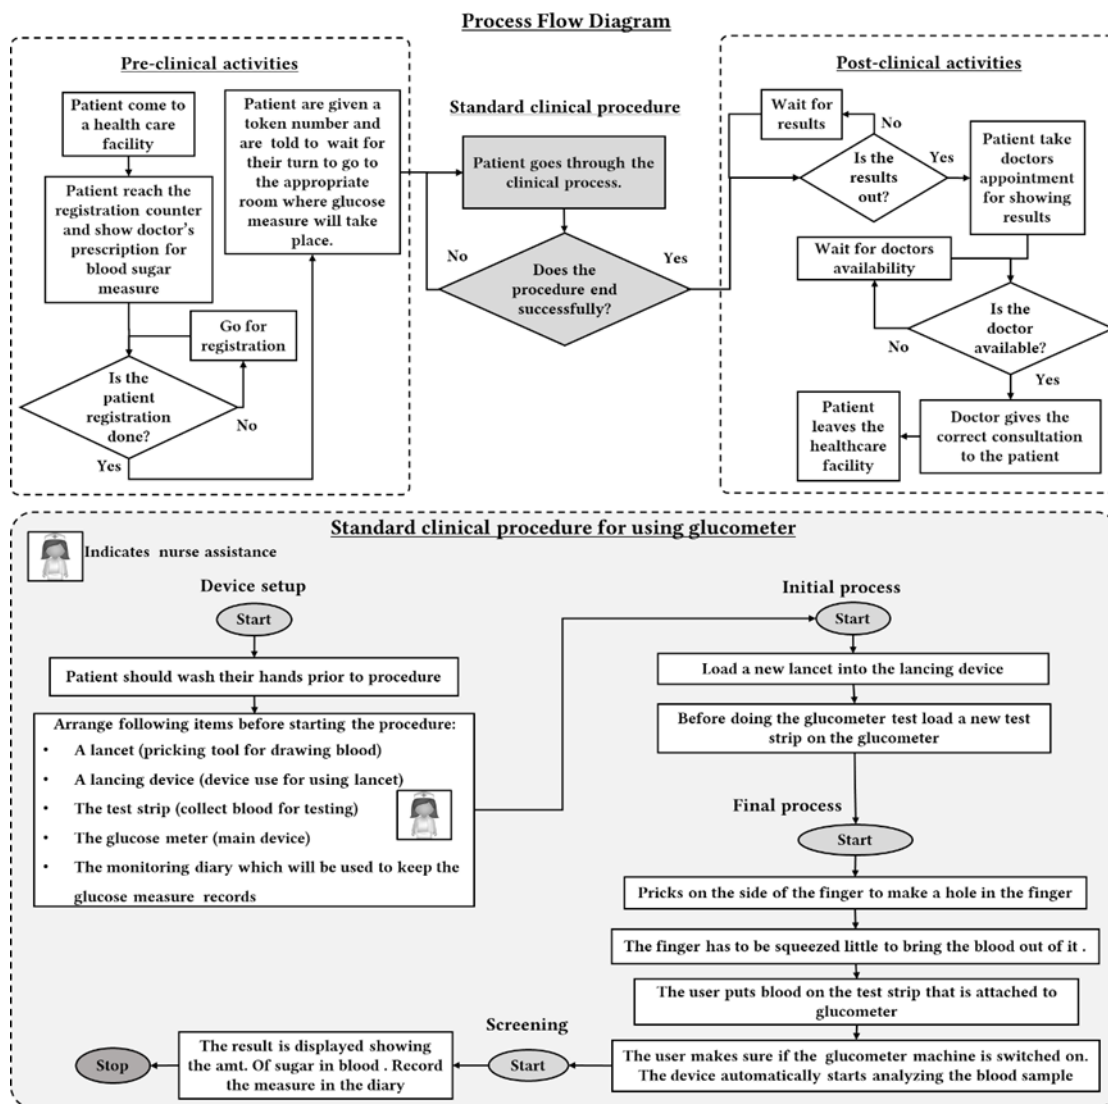 Process Flow Diagram
Pre-clinical activities
Patient come to
a health care
facility
Patient reach the
registration counter
and show doctor's
prescription for
blood sugar
measure
Go for
registration
Is the
patient
registration
done?
No
Yes
Patient are given a
token number and
are told to wait for
their turn to go to
the appropriate
room where glucose
measure will take
place.
Standard clinical procedure
Patient goes through the
clinical process.
No
Yes
Does the
procedure end
successfully?
Post-clinical activities
Wait for
results
No
Is the
results
out?
Yes
Patient take
doctors
appointment
for showing
results
Wait for doctors
availability
Is the
doctor
available?
No
Yes
Doctor gives the
correct consultation
to the patient
Patient
leaves the
healthcare
facility
Standard clinical procedure for using glucometer
Indicates nurse assistance
Device setup
Start
Patient should wash their hands prior to procedure
Arrange following items before starting the procedure:
• A lancet (pricking tool for drawing blood)
• A lancing device (device use for using lancet)
• The test strip (collect blood for testing)
• The glucose meter (main device)
• The monitoring diary which will be used to keep the
glucose measure records
Initial process
Start
Load a new lancet into the lancing device
Before doing the glucometer test load a new test
strip on the glucometer
Final process
Start
Pricks on the side of the finger to make a hole in the finger
The finger has to be squeezed little to bring the blood out of it .
The user puts blood on the test strip that is attached to
glucometer
The user makes sure if the glucometer machine is switched on.
The device automatically starts analyzing the blood sample
Screening
Start
The result is displayed showing
the amt. Of sugar in blood . Record
the measure in the diary
Stop